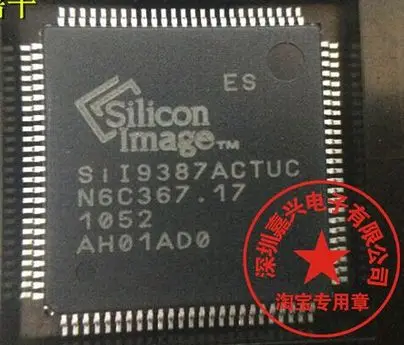 ES
Silicon
Image™
SiI9387ACTUC
N6C367.17
1052
AH01AD0
深圳嘉兴电子有限公司
淘宝专用章